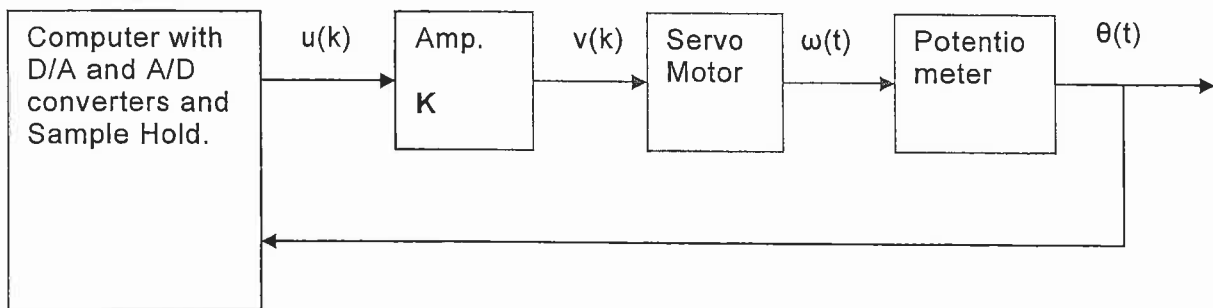 Computer with
D/A and A/D
converters and
Sample Hold.
u(k)
Amp.
K
v(k)
Servo
Motor
ω(t)
Potentio
meter
θ(t)